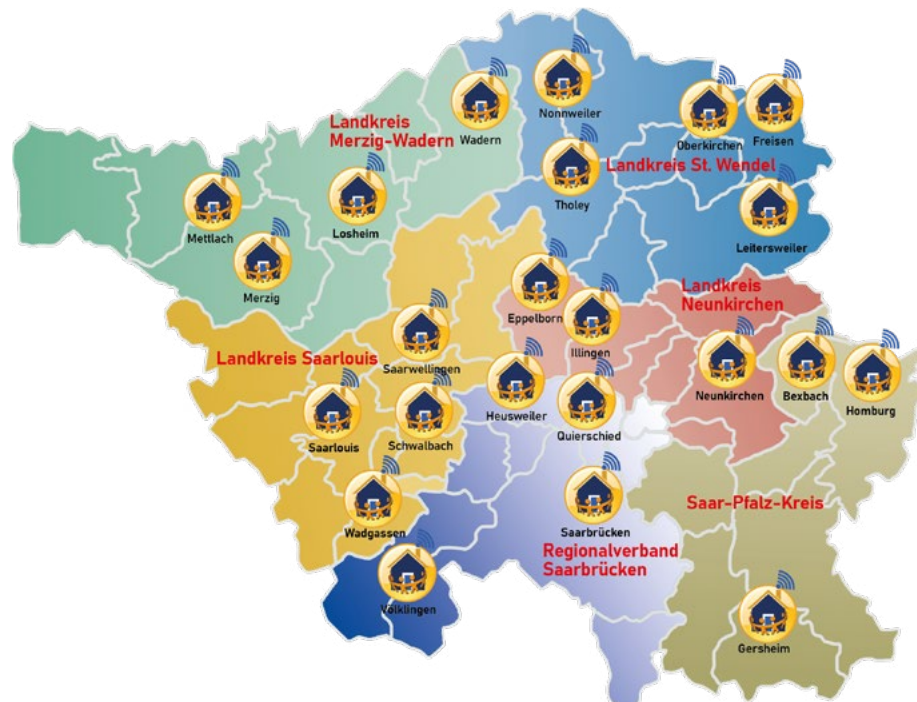 Landkreis
Merzig-Wadern
Wadern
Nonnweiler
Oberkirchen
Freisen
Landkreis St. Wendel
Tholey
Mettlach
Losheim
Leitersweiler
Merzig
Landkreis
Neunkirchen
Eppelborn
Illingen
Landkreis Saarlouis
Saarwellingen
Neunkirchen
Bexbach
Homburg
Heusweiler
Quierschied
Saarlouis
Schwalbach
Saar-Pfalz-Kreis
Wadgassen
Saarbrücken
Regionalverband
Saarbrücken
Völklingen
Gersheim